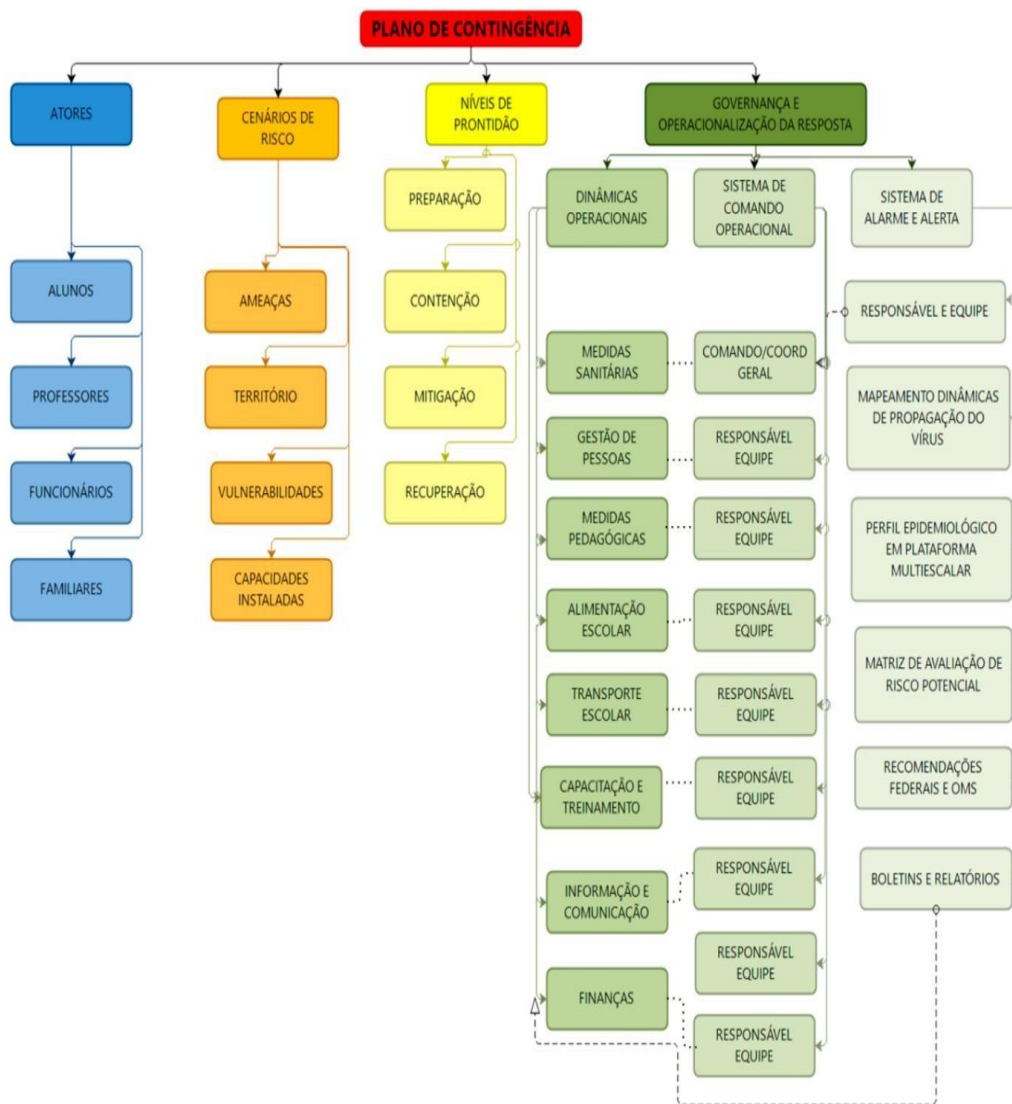 PLANO DE CONTINGÊNCIA
ATORES
CENÁRIOS DE
RISCO
NÍVEIS DE
PRONTIDÃO
GOVERNANÇA E
OPERACIONALIZAÇÃO DA RESPOSTA
ALUNOS
PROFESSORES
FUNCIONÁRIOS
FAMILIARES
AMEAÇAS
TERRITÓRIO
VULNERABILIDADES
CAPACIDADES
INSTALADAS
PREPARAÇÃO
CONTENÇÃO
MITIGAÇÃO
RECUPERAÇÃO
DINÂMICAS
OPERACIONAIS
MEDIDAS
SANITÁRIAS
GESTÃO DE
PESSOAS
MEDIDAS
PEDAGÓGICAS
ALIMENTAÇÃO
ESCOLAR
TRANSPORTE
ESCOLAR
CAPACITAÇÃO E
TREINAMENTO
INFORMAÇÃO E
COMUNICAÇÃO
FINANÇAS
SISTEMA DE
COMANDO
OPERACIONAL
COMANDO/COORD
GERAL
RESPONSÁVEL
EQUIPE
RESPONSÁVEL
EQUIPE
RESPONSÁVEL
EQUIPE
RESPONSÁVEL
EQUIPE
RESPONSÁVEL
EQUIPE
RESPONSÁVEL
EQUIPE
RESPONSÁVEL
EQUIPE
RESPONSÁVEL
EQUIPE
SISTEMA DE
ALARME E ALERTA
RESPONSÁVEL E EQUIPE
MAPEAMENTO DINÂMICAS
DE PROPAGAÇÃO DO
VÍRUS
PERFIL EPIDEMIOLÓGICO
EM PLATAFORMA
MULTIESCALAR
MATRIZ DE AVALIAÇÃO DE
RISCO POTENCIAL
RECOMENDAÇÕES
FEDERAIS E OMS
BOLETINS E RELATÓRIOS